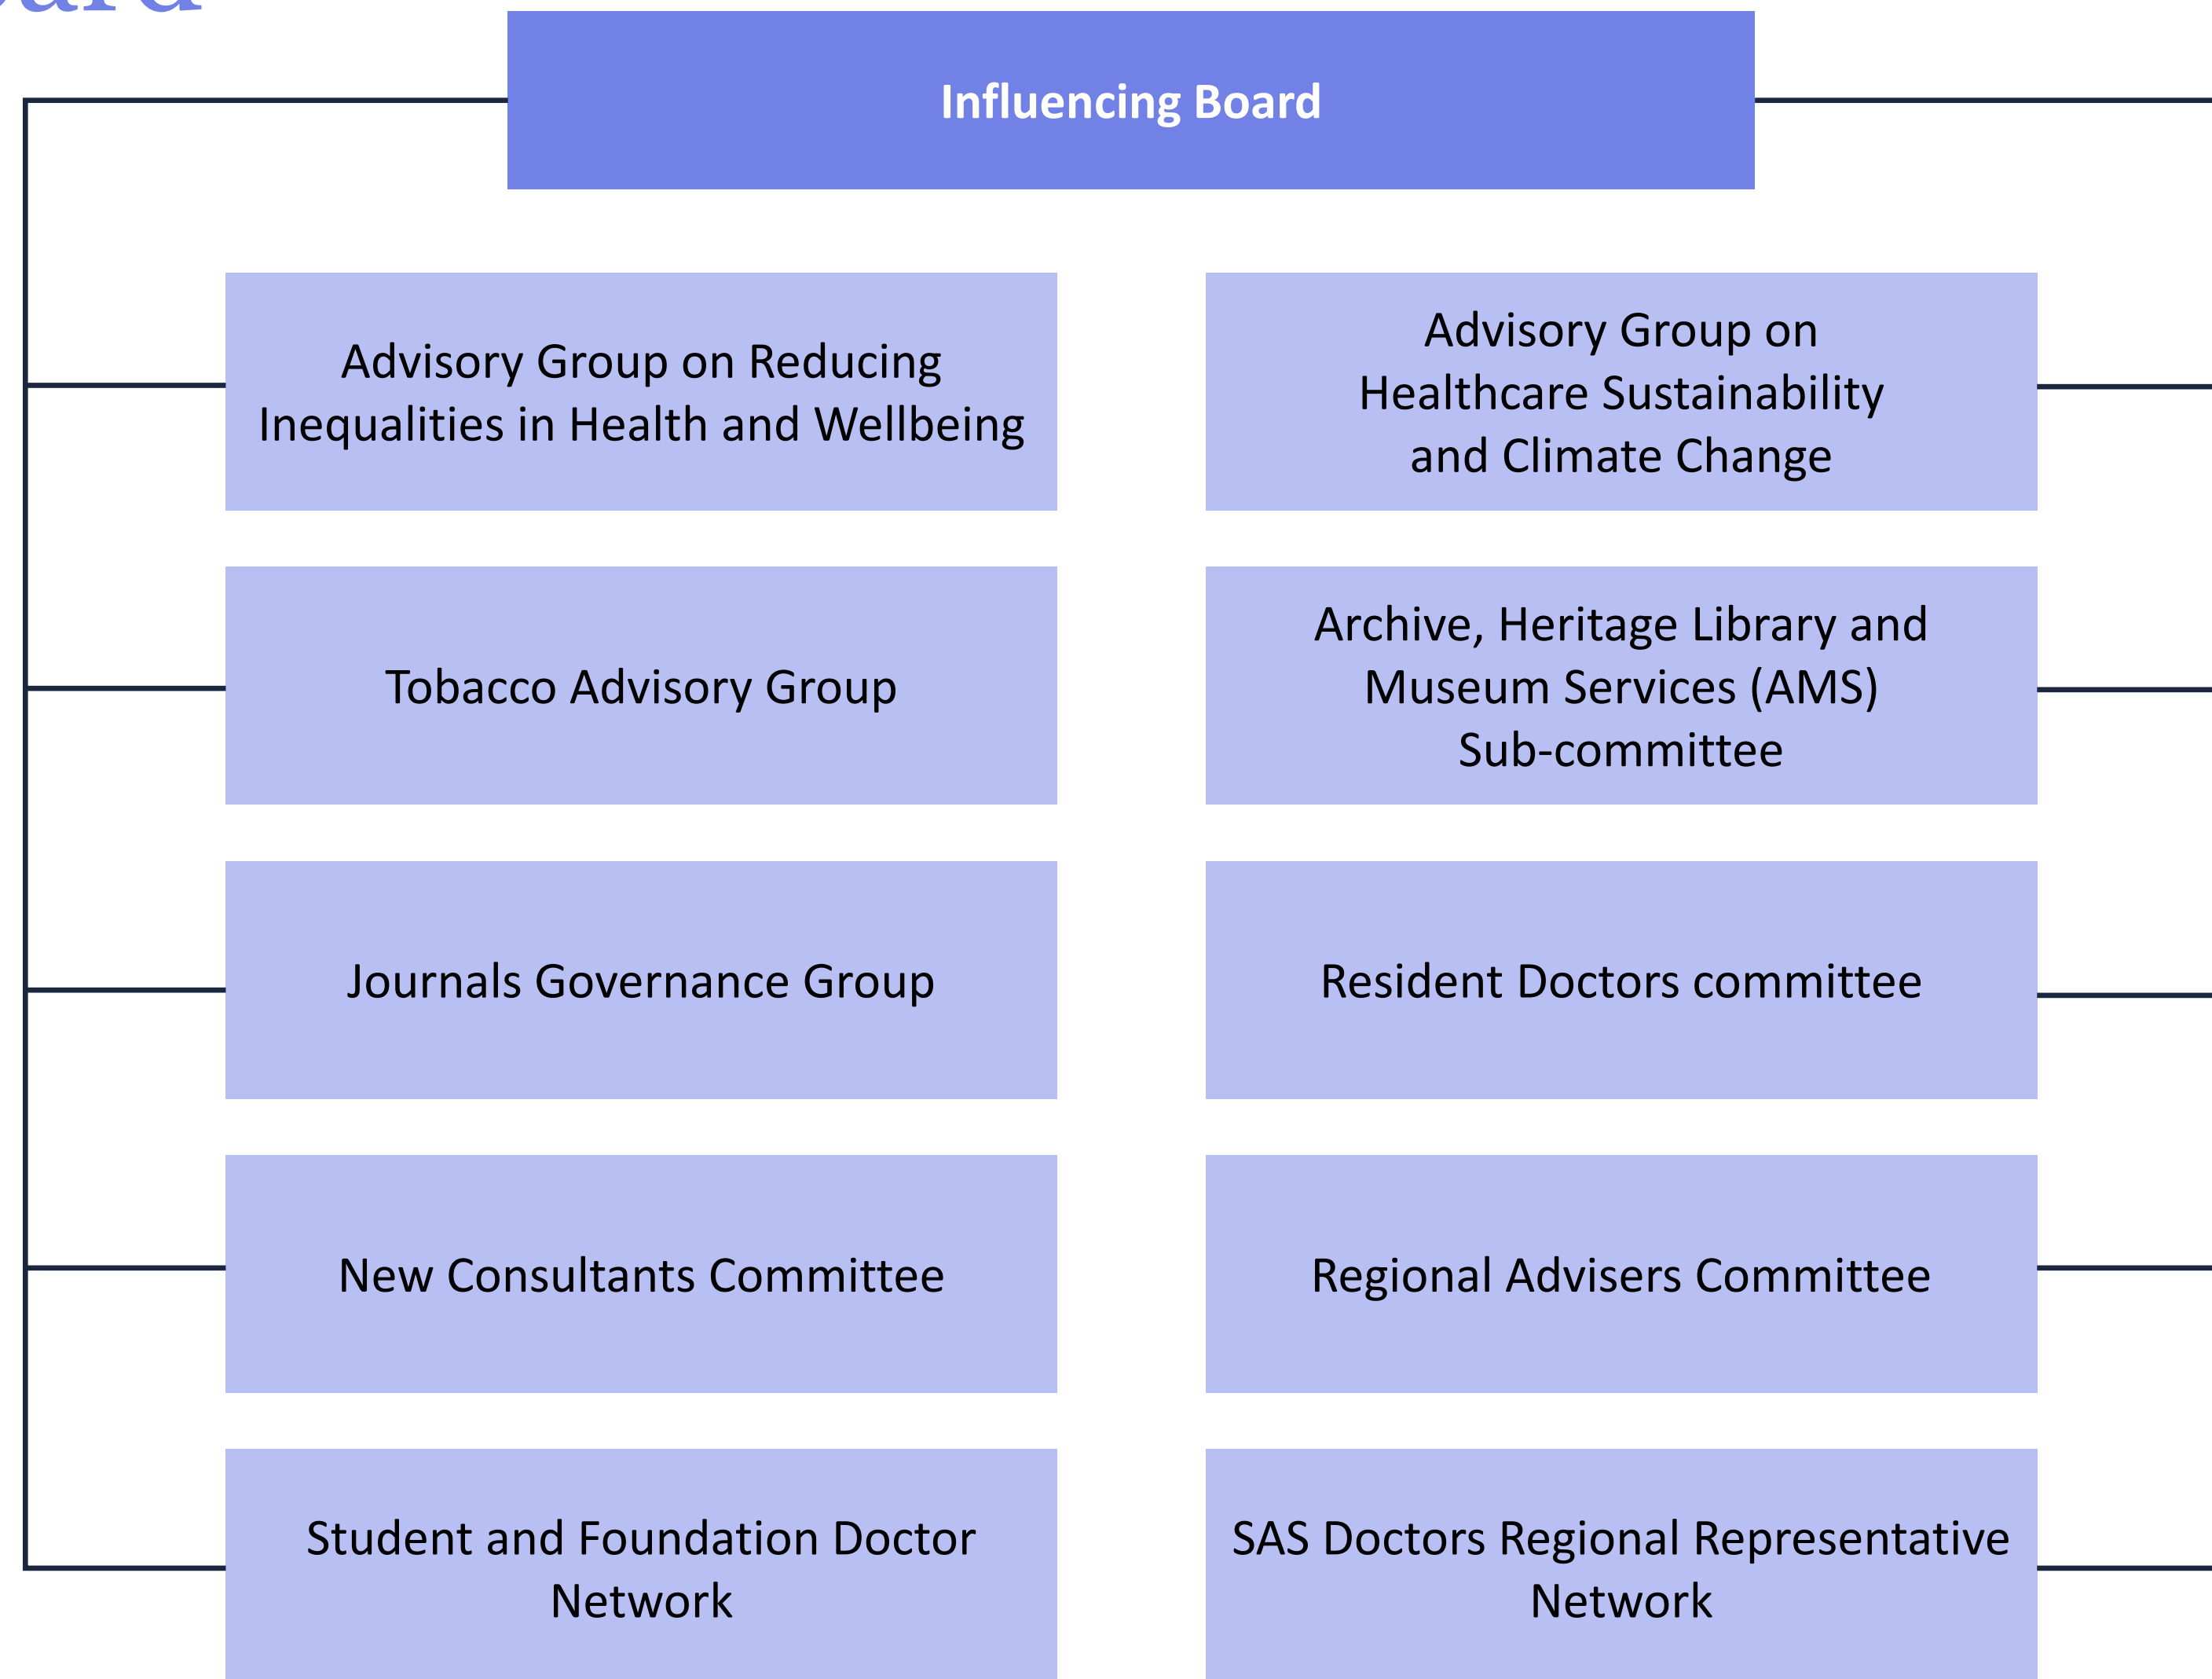 Influencing Board
Advisory Group on Reducing
Inequalities in Health and Wellbeing
Advisory Group on
Healthcare Sustainability
and Climate Change
Tobacco Advisory Group
Archive, Heritage Library and
Museum Services (AMS)
Sub-committee
Journals Governance Group
Resident Doctors committee
New Consultants Committee
Regional Advisers Committee
Student and Foundation Doctor
Network
SAS Doctors Regional Representative
Network